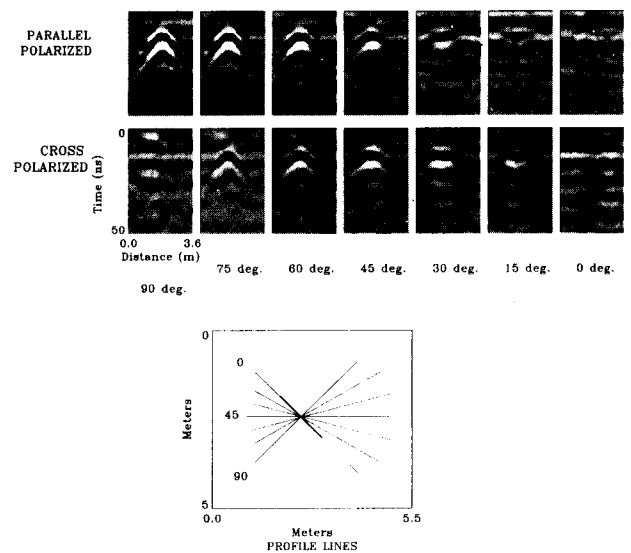 PARALLEL
POLARIZED
CROSS
POLARIZED
0
50
Time (ns)
0.0 3.6
Distance (m)
90 deg.
75 deg.
60 deg.
45 deg.
30 deg.
15 deg.
0 deg.
0
0
45
90
5
Meters
0.0 5.5
Meters
PROFILE LINES